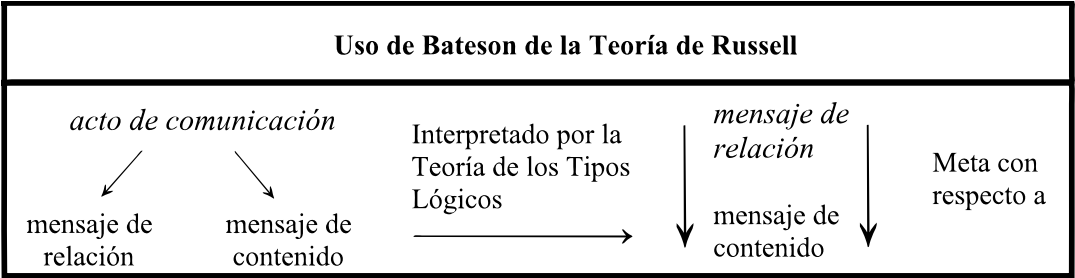 Uso de Bateson de la Teoría de Russell
acto de comunicación
mensaje de
relación
mensaje de
contenido
Interpretado por la
Teoría de los Tipos
Lógicos
mensaje de
relación
mensaje de
contenido
Meta con
respecto a